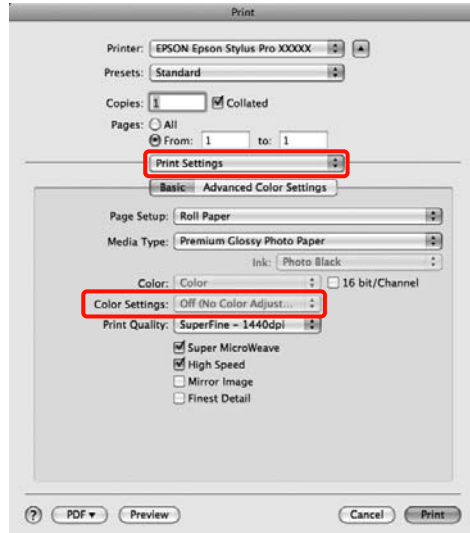 Print
Printer: EPSON Epson Stylus Pro XXXXX
Presets: Standard
Copies: 1 Collated
Pages: All
From: 1 to: 1
Print Settings
Basic Advanced Color Settings
Page Setup: Roll Paper
Media Type: Premium Glossy Photo Paper
Ink: Photo Black
Color: Color 16 bit/Channel
Color Settings: Off (No Color Adjust...
Print Quality: SuperFine - 1440dpi
Super MicroWeave
High Speed
Mirror Image
Finest Detail
? PDF Preview Cancel Print